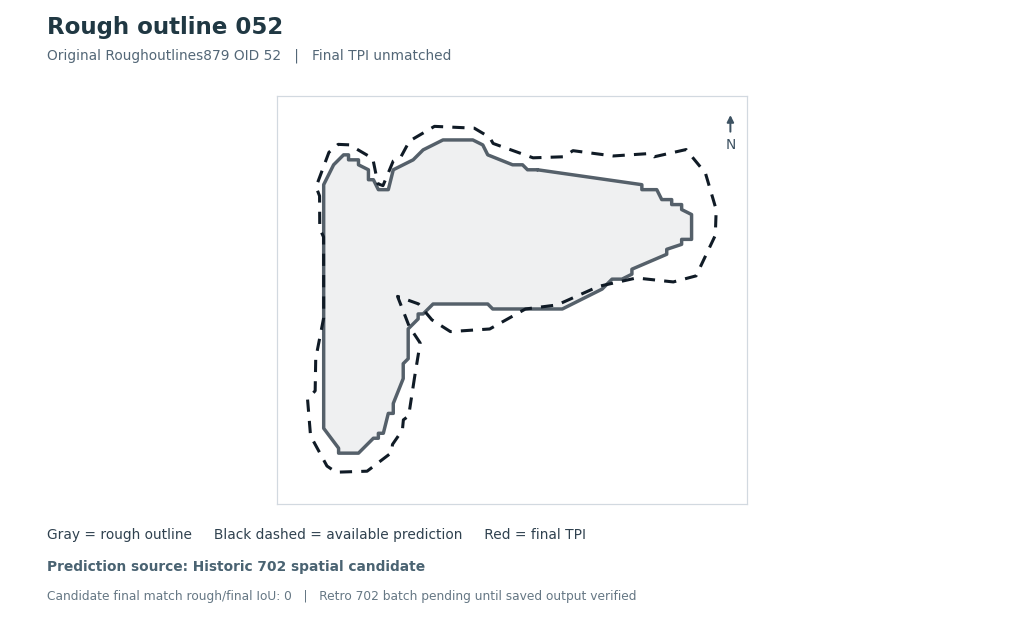 Rough outline 052
Original Roughoutlines879 OID 52   |   Final TPI unmatched
N
Gray = rough outline     Black dashed = available prediction     Red = final TPI
Prediction source: Historic 702 spatial candidate
Candidate final match rough/final IoU: 0   |   Retro 702 batch pending until saved output verified